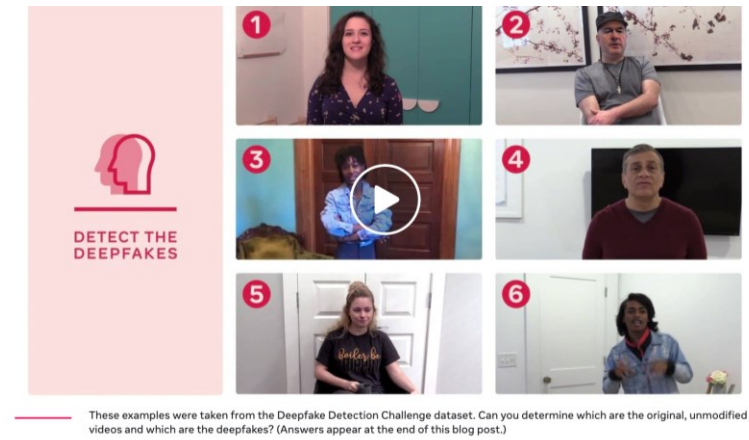 1
2
DETECT THE
DEEPFAKES
3
4
5
Boiler babe
6
These examples were taken from the Deepfake Detection Challenge dataset. Can you determine which are the original, unmodified
videos and which are the deepfakes? (Answers appear at the end of this blog post.)